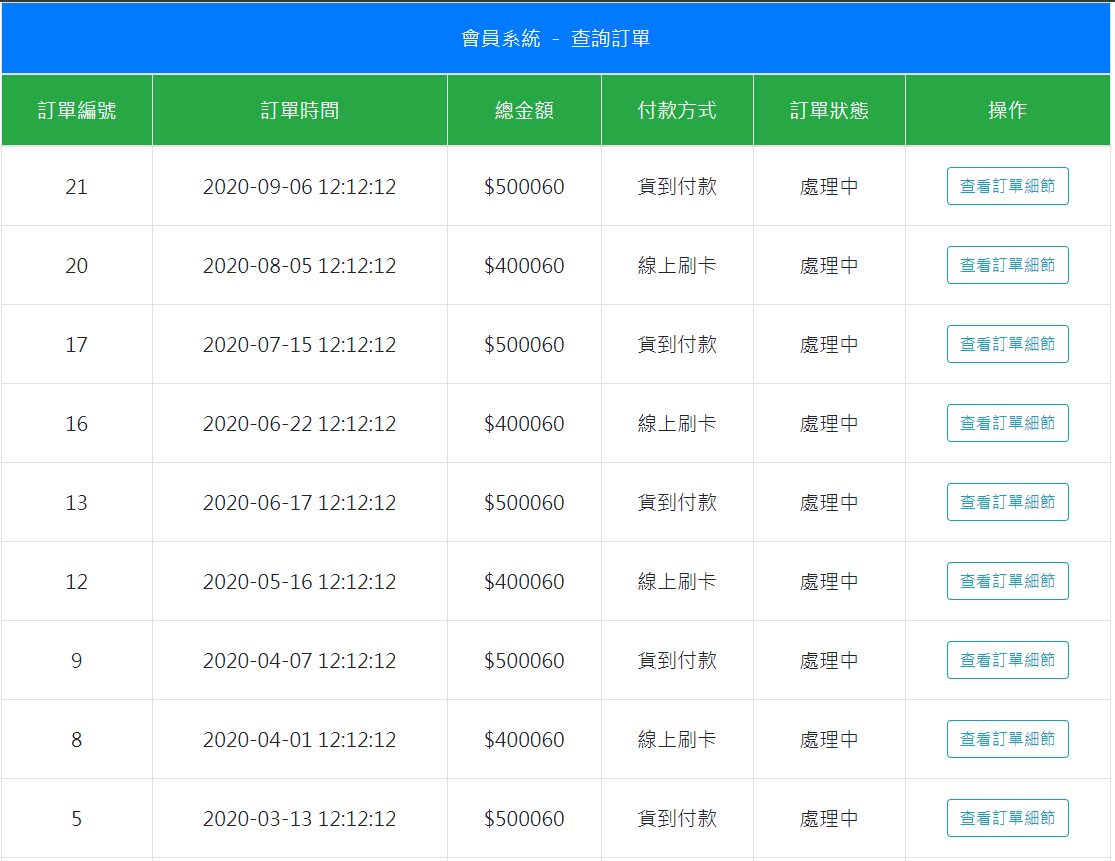 會員系統 - 查詢訂單
訂單編號 訂單時間 總金額 付款方式 訂單狀態 操作
21 2020-09-06 12:12:12 $500060 貨到付款 處理中 查看訂單細節
20 2020-08-05 12:12:12 $400060 線上刷卡 處理中 查看訂單細節
17 2020-07-15 12:12:12 $500060 貨到付款 處理中 查看訂單細節
16 2020-06-22 12:12:12 $400060 線上刷卡 處理中 查看訂單細節
13 2020-06-17 12:12:12 $500060 貨到付款 處理中 查看訂單細節
12 2020-05-16 12:12:12 $400060 線上刷卡 處理中 查看訂單細節
9 2020-04-07 12:12:12 $500060 貨到付款 處理中 查看訂單細節
8 2020-04-01 12:12:12 $400060 線上刷卡 處理中 查看訂單細節
5 2020-03-13 12:12:12 $500060 貨到付款 處理中 查看訂單細節